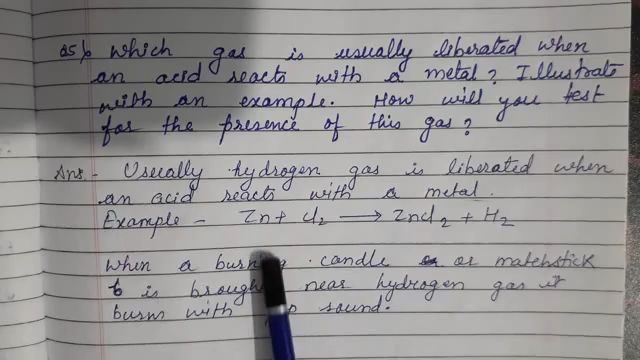 Q5/ Which gas is usually liberated when
an acid reacts with a metal? Illustrate
with an example. How will you test
for the presence of this gas?
Ans.- Usually hydrogen gas is liberated when
an acid reacts with a metal.
Example - Zn + Cl2 → ZnCl2 + H2
When a burning candle or matchstick
is brought near hydrogen gas it
burns with sound.